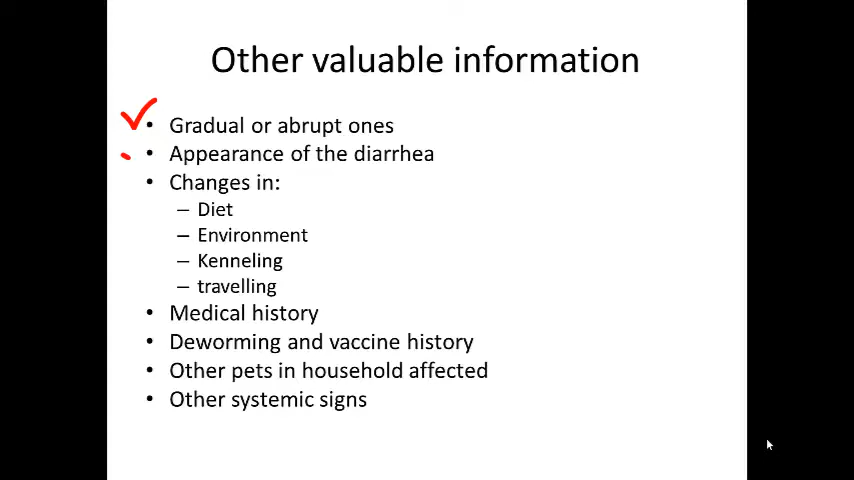 Other valuable information
• Gradual or abrupt ones
• Appearance of the diarrhea
• Changes in:
– Diet
– Environment
– Kenneling
– travelling
• Medical history
• Deworming and vaccine history
• Other pets in household affected
• Other systemic signs